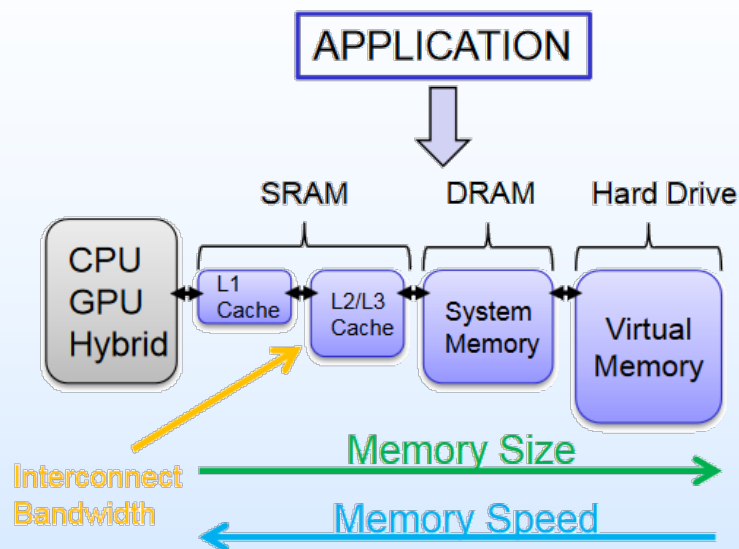 APPLICATION
SRAM
DRAM
Hard Drive
CPU
GPU
Hybrid
L1
Cache
L2/L3
Cache
System
Memory
Virtual
Memory
Interconnect
Bandwidth
Memory Size
Memory Speed